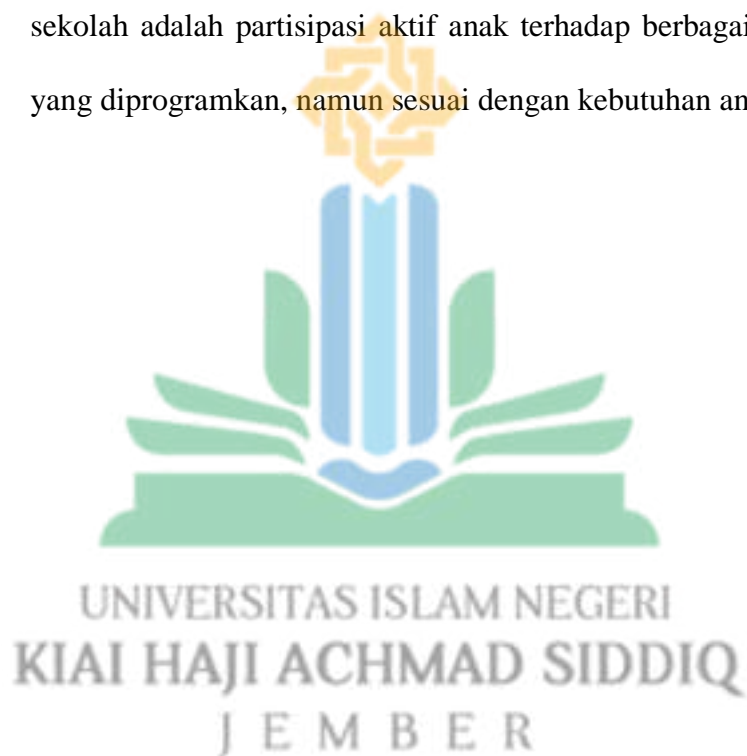 sekolah adalah partisipasi aktif anak terhadap berbagai
yang diprogramkan, namun sesuai dengan kebutuhan an
UNIVERSITAS ISLAM NEGERI
KIAI HAJI ACHMAD SIDDIQ
JEMBER